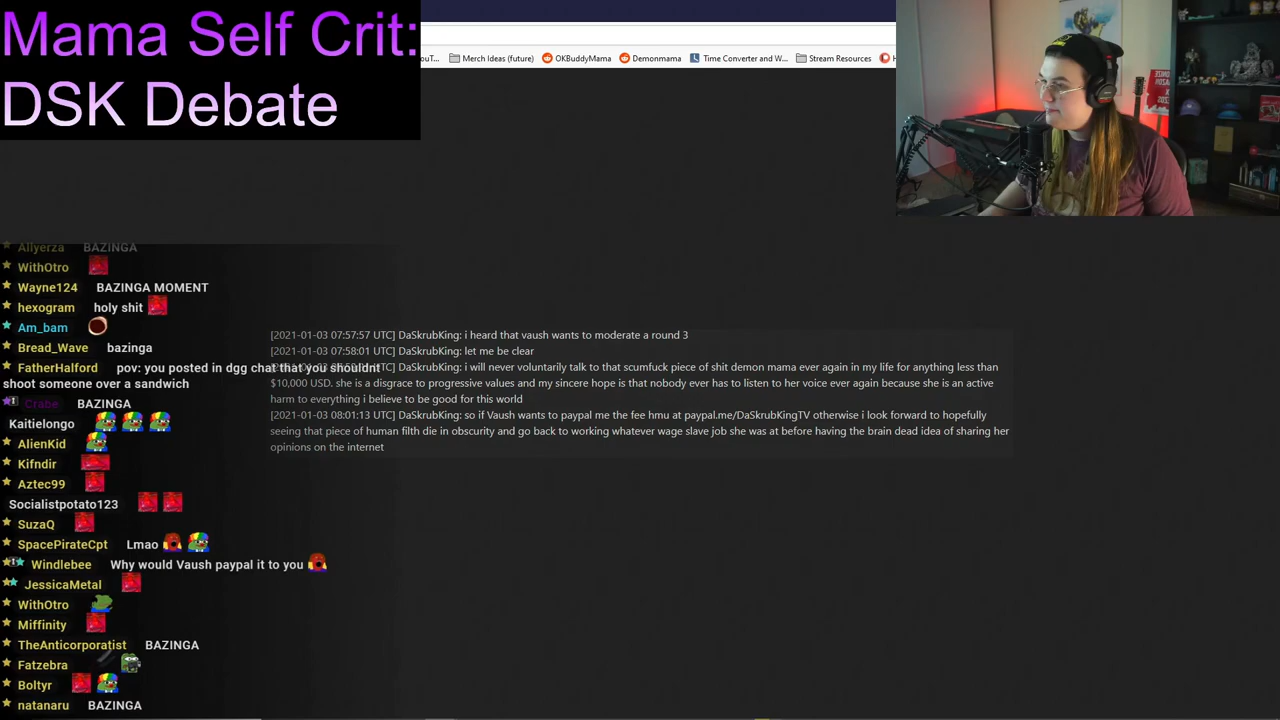 Mama Self Crit:
DSK Debate
Merch Ideas (future)
OKBuddyMama
Demonmama
Time Converter and W...
Stream Resources
Allyerza BAZINGA
WithOtro
Wayne124 BAZINGA MOMENT
hexogram holy shit
Am_bam
Bread_Wave bazinga
FatherHalford pov: you posted in dgg chat that you shouldnt
shoot someone over a sandwich
Crabe BAZINGA
Kaitielongo
AlienKid
Kifndir
Aztec99
Socialistpotato123
SuzaQ
SpacePirateCpt Lmao
Windlebee Why would Vaush paypal it to you
JessicaMetal
WithOtro
Miffinity
TheAnticorporatist BAZINGA
Fatzebra
Boltyr
natanaru BAZINGA
[2021-01-03 07:57:57 UTC] DaSkrubKing: i heard that vaush wants to moderate a round 3
[2021-01-03 07:58:01 UTC] DaSkrubKing: let me be clear
DaSkrubKing: i will never voluntarily talk to that scumfuck piece of shit demon mama ever again in my life for anything less than
$10,000 USD. she is a disgrace to progressive values and my sincere hope is that nobody ever has to listen to her voice ever again because she is an active
harm to everything i believe to be good for this world
[2021-01-03 08:01:13 UTC] DaSkrubKing: so if Vaush wants to paypal me the fee hmu at paypal.me/DaSkrubKingTV otherwise i look forward to hopefully
seeing that piece of human filth die in obscurity and go back to working whatever wage slave job she was at before having the brain dead idea of sharing her
opinions on the internet